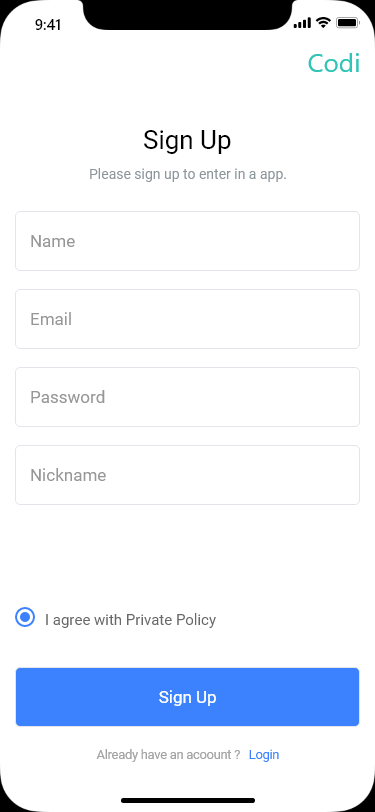 9:41
Codi
Sign Up
Please sign up to enter in a app.
Name
Email
Password
Nickname
I agree with Private Policy
Sign Up
Already have an acoount ? Login